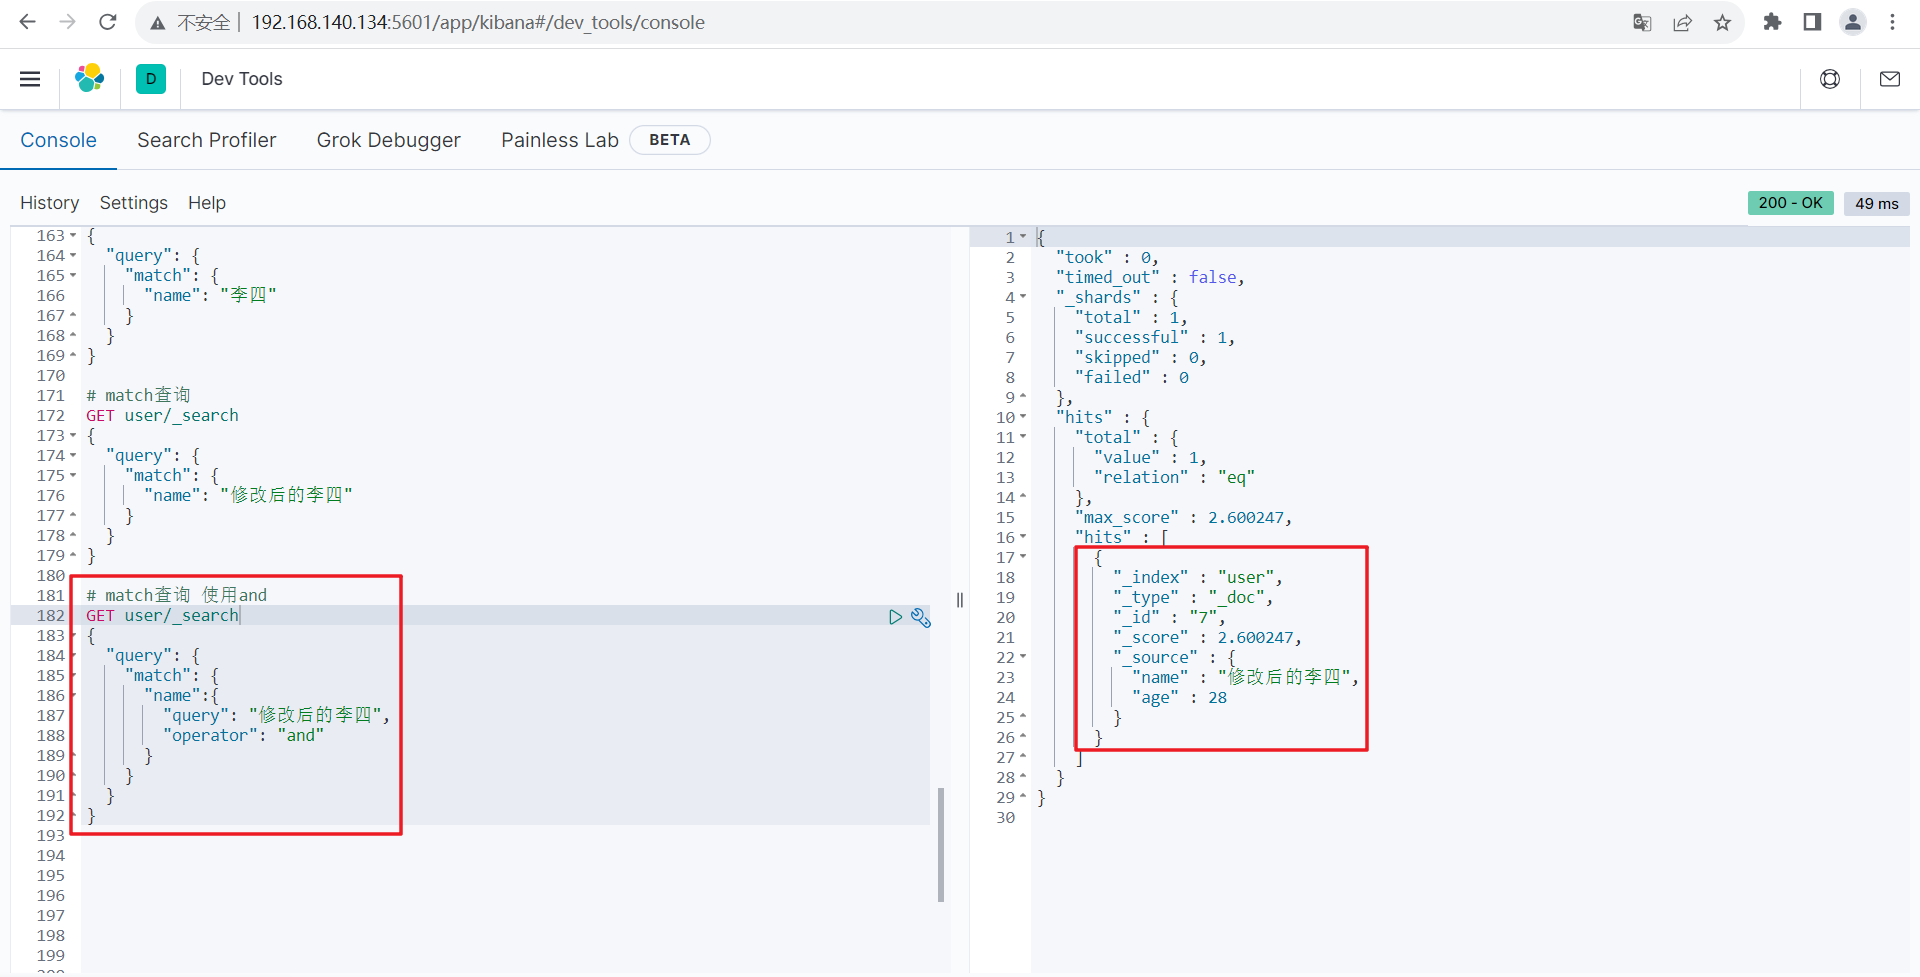 不安全 192.168.140.134:5601/app/kibana#/dev_tools/console
D Dev Tools
Console Search Profiler Grok Debugger Painless Lab BETA
History Settings Help
200 - OK 49 ms
163 {
164 "query": {
165 "match": {
166 "name": "李四"
167 }
168 }
169 }
170
171 # match查询
172 GET user/_search
173 {
174 "query": {
175 "match": {
176 "name": "修改后的李四"
177 }
178 }
179 }
180
181 # match查询 使用and
182 GET user/_search
183 {
184 "query": {
185 "match": {
186 "name":{
187 "query": "修改后的李四",
188 "operator": "and"
189 }
190 }
191 }
192 }
193
194
195
196
197
198
199
1 {
2 "took" : 0,
3 "timed_out" : false,
4 "_shards" : {
5 "total" : 1,
6 "successful" : 1,
7 "skipped" : 0,
8 "failed" : 0
9 },
10 "hits" : {
11 "total" : {
12 "value" : 1,
13 "relation" : "eq"
14 },
15 "max_score" : 2.600247,
16 "hits" : [
17 {
18 "_index" : "user",
19 "_type" : "_doc",
20 "_id" : "7",
21 "_score" : 2.600247,
22 "_source" : {
23 "name" : "修改后的李四",
24 "age" : 28
25 }
26 }
27 ]
28 }
29 }
30